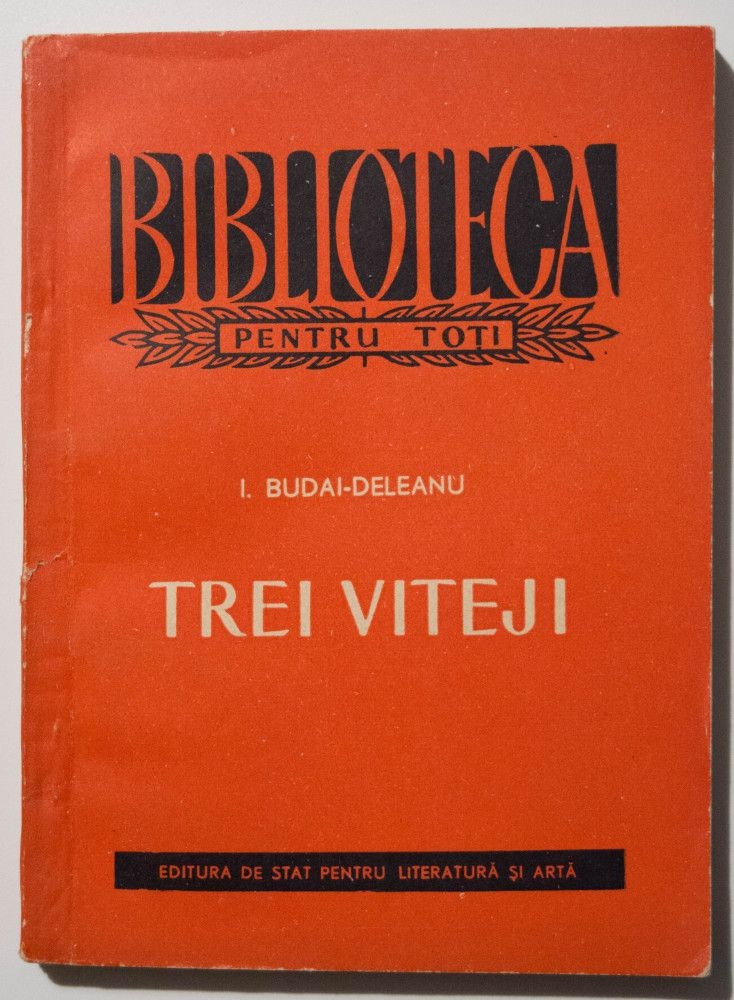 BIBLIOTECA
PENTRU TOȚI
I. BUDAI-DELEANU
TREI VITEJI
EDITURA DE STAT PENTRU LITERATURĂ ȘI ARTĂ